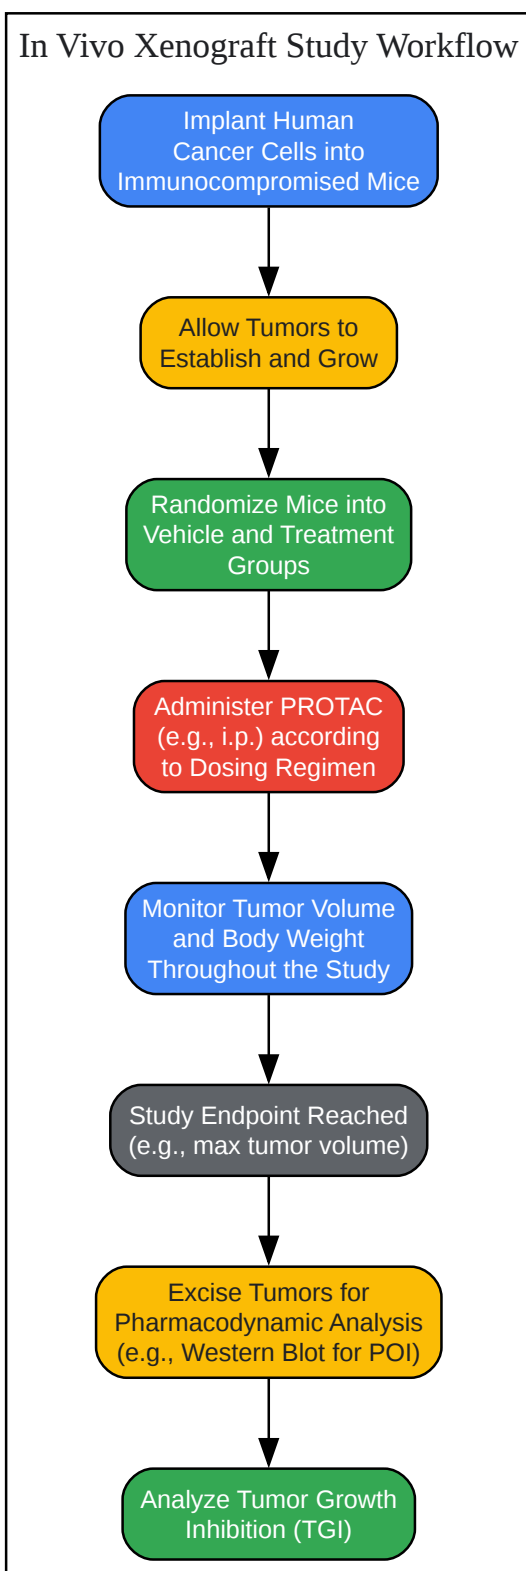 In Vivo Xenograft Study Workflow
Implant Human
Cancer Cells into
Immunocompromised Mice
Allow Tumors to
Establish and Grow
Randomize Mice into
Vehicle and Treatment
Groups
Administer PROTAC
(e.g., i.p.) according
to Dosing Regimen
Monitor Tumor Volume
and Body Weight
Throughout the Study
Study Endpoint Reached
(e.g., max tumor volume)
Excise Tumors for
Pharmacodynamic Analysis
(e.g., Western Blot for POI)
Analyze Tumor Growth
Inhibition (TGI)